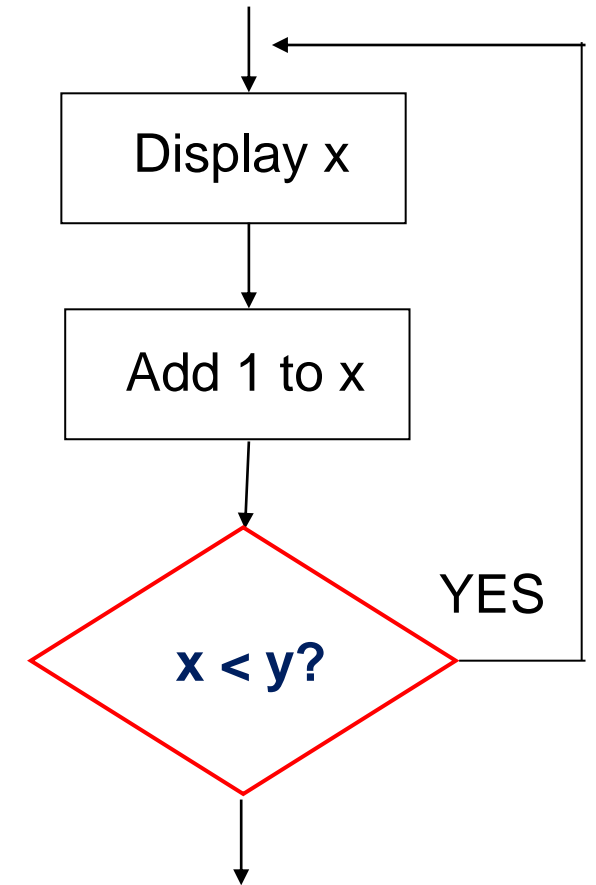 Display x
Add 1 to x
YES
x < y?